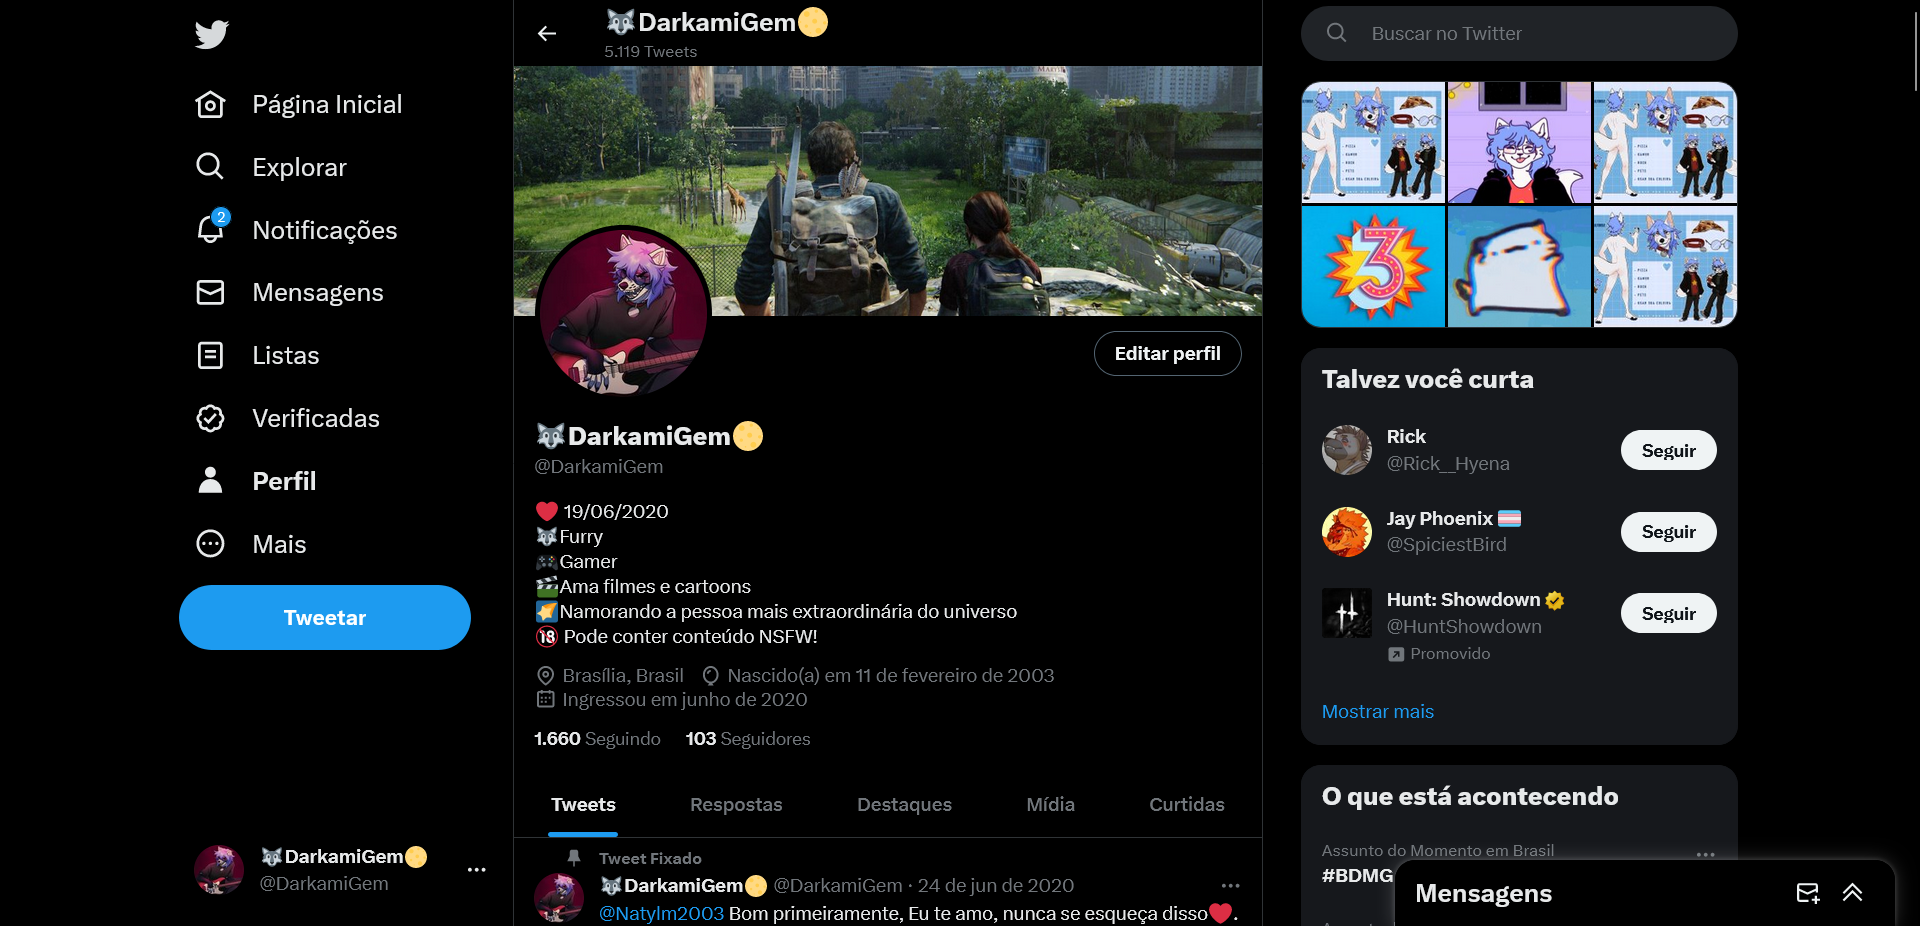 Página Inicial
Explorar
2
Notificações
Mensagens
Listas
Verificadas
Perfil
Mais
Tweetar
🐺DarkamiGem🌕
@DarkamiGem
🐺DarkamiGem🌕
5.119 Tweets
Editar perfil
🐺DarkamiGem🌕
@DarkamiGem
❤️ 19/06/2020
🐺Furry
🎮Gamer
🎬Ama filmes e cartoons
🌠Namorando a pessoa mais extraordinária do universo
🔞 Pode conter conteúdo NSFW!
Brasília, Brasil Nascido(a) em 11 de fevereiro de 2003
Ingressou em junho de 2020
1.660 Seguindo 103 Seguidores
Tweets Respostas Destaques Mídia Curtidas
Tweet Fixado
🐺DarkamiGem🌕 @DarkamiGem · 24 de jun de 2020
@Natylm2003 Bom primeiramente, Eu te amo, nunca se esqueça disso❤️.
Buscar no Twitter
3
Talvez você curta
Rick
@Rick__Hyena
Seguir
Jay Phoenix 🏳️‍⚧️
@SpiciestBird
Seguir
Hunt: Showdown
@HuntShowdown
Promovido
Seguir
Mostrar mais
O que está acontecendo
Assunto do Momento em Brasil
#BDMG
Mensagens